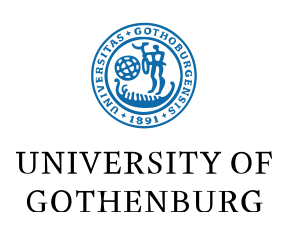 UNIVERSITAS • GOTHOBURGENSIS
• 1891 •
UNIVERSITY OF
GOTHENBURG